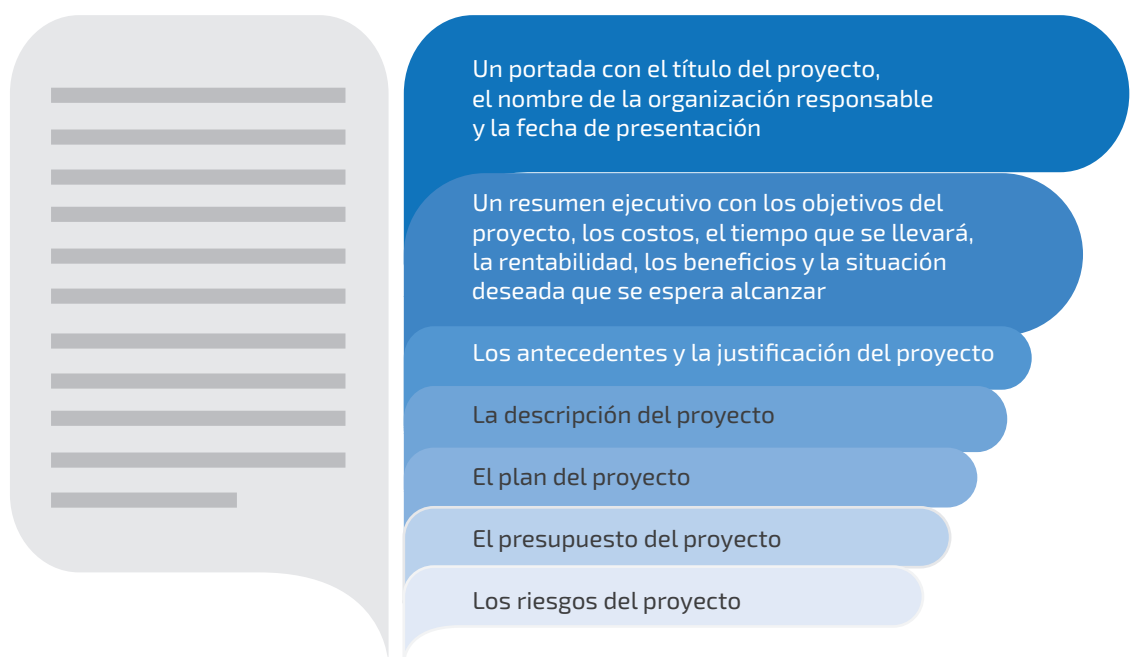 Un portada con el título del proyecto,
el nombre de la organización responsable
y la fecha de presentación
Un resumen ejecutivo con los objetivos del
proyecto, los costos, el tiempo que se llevará,
la rentabilidad, los beneficios y la situación
deseada que se espera alcanzar
Los antecedentes y la justificación del proyecto
La descripción del proyecto
El plan del proyecto
El presupuesto del proyecto
Los riesgos del proyecto